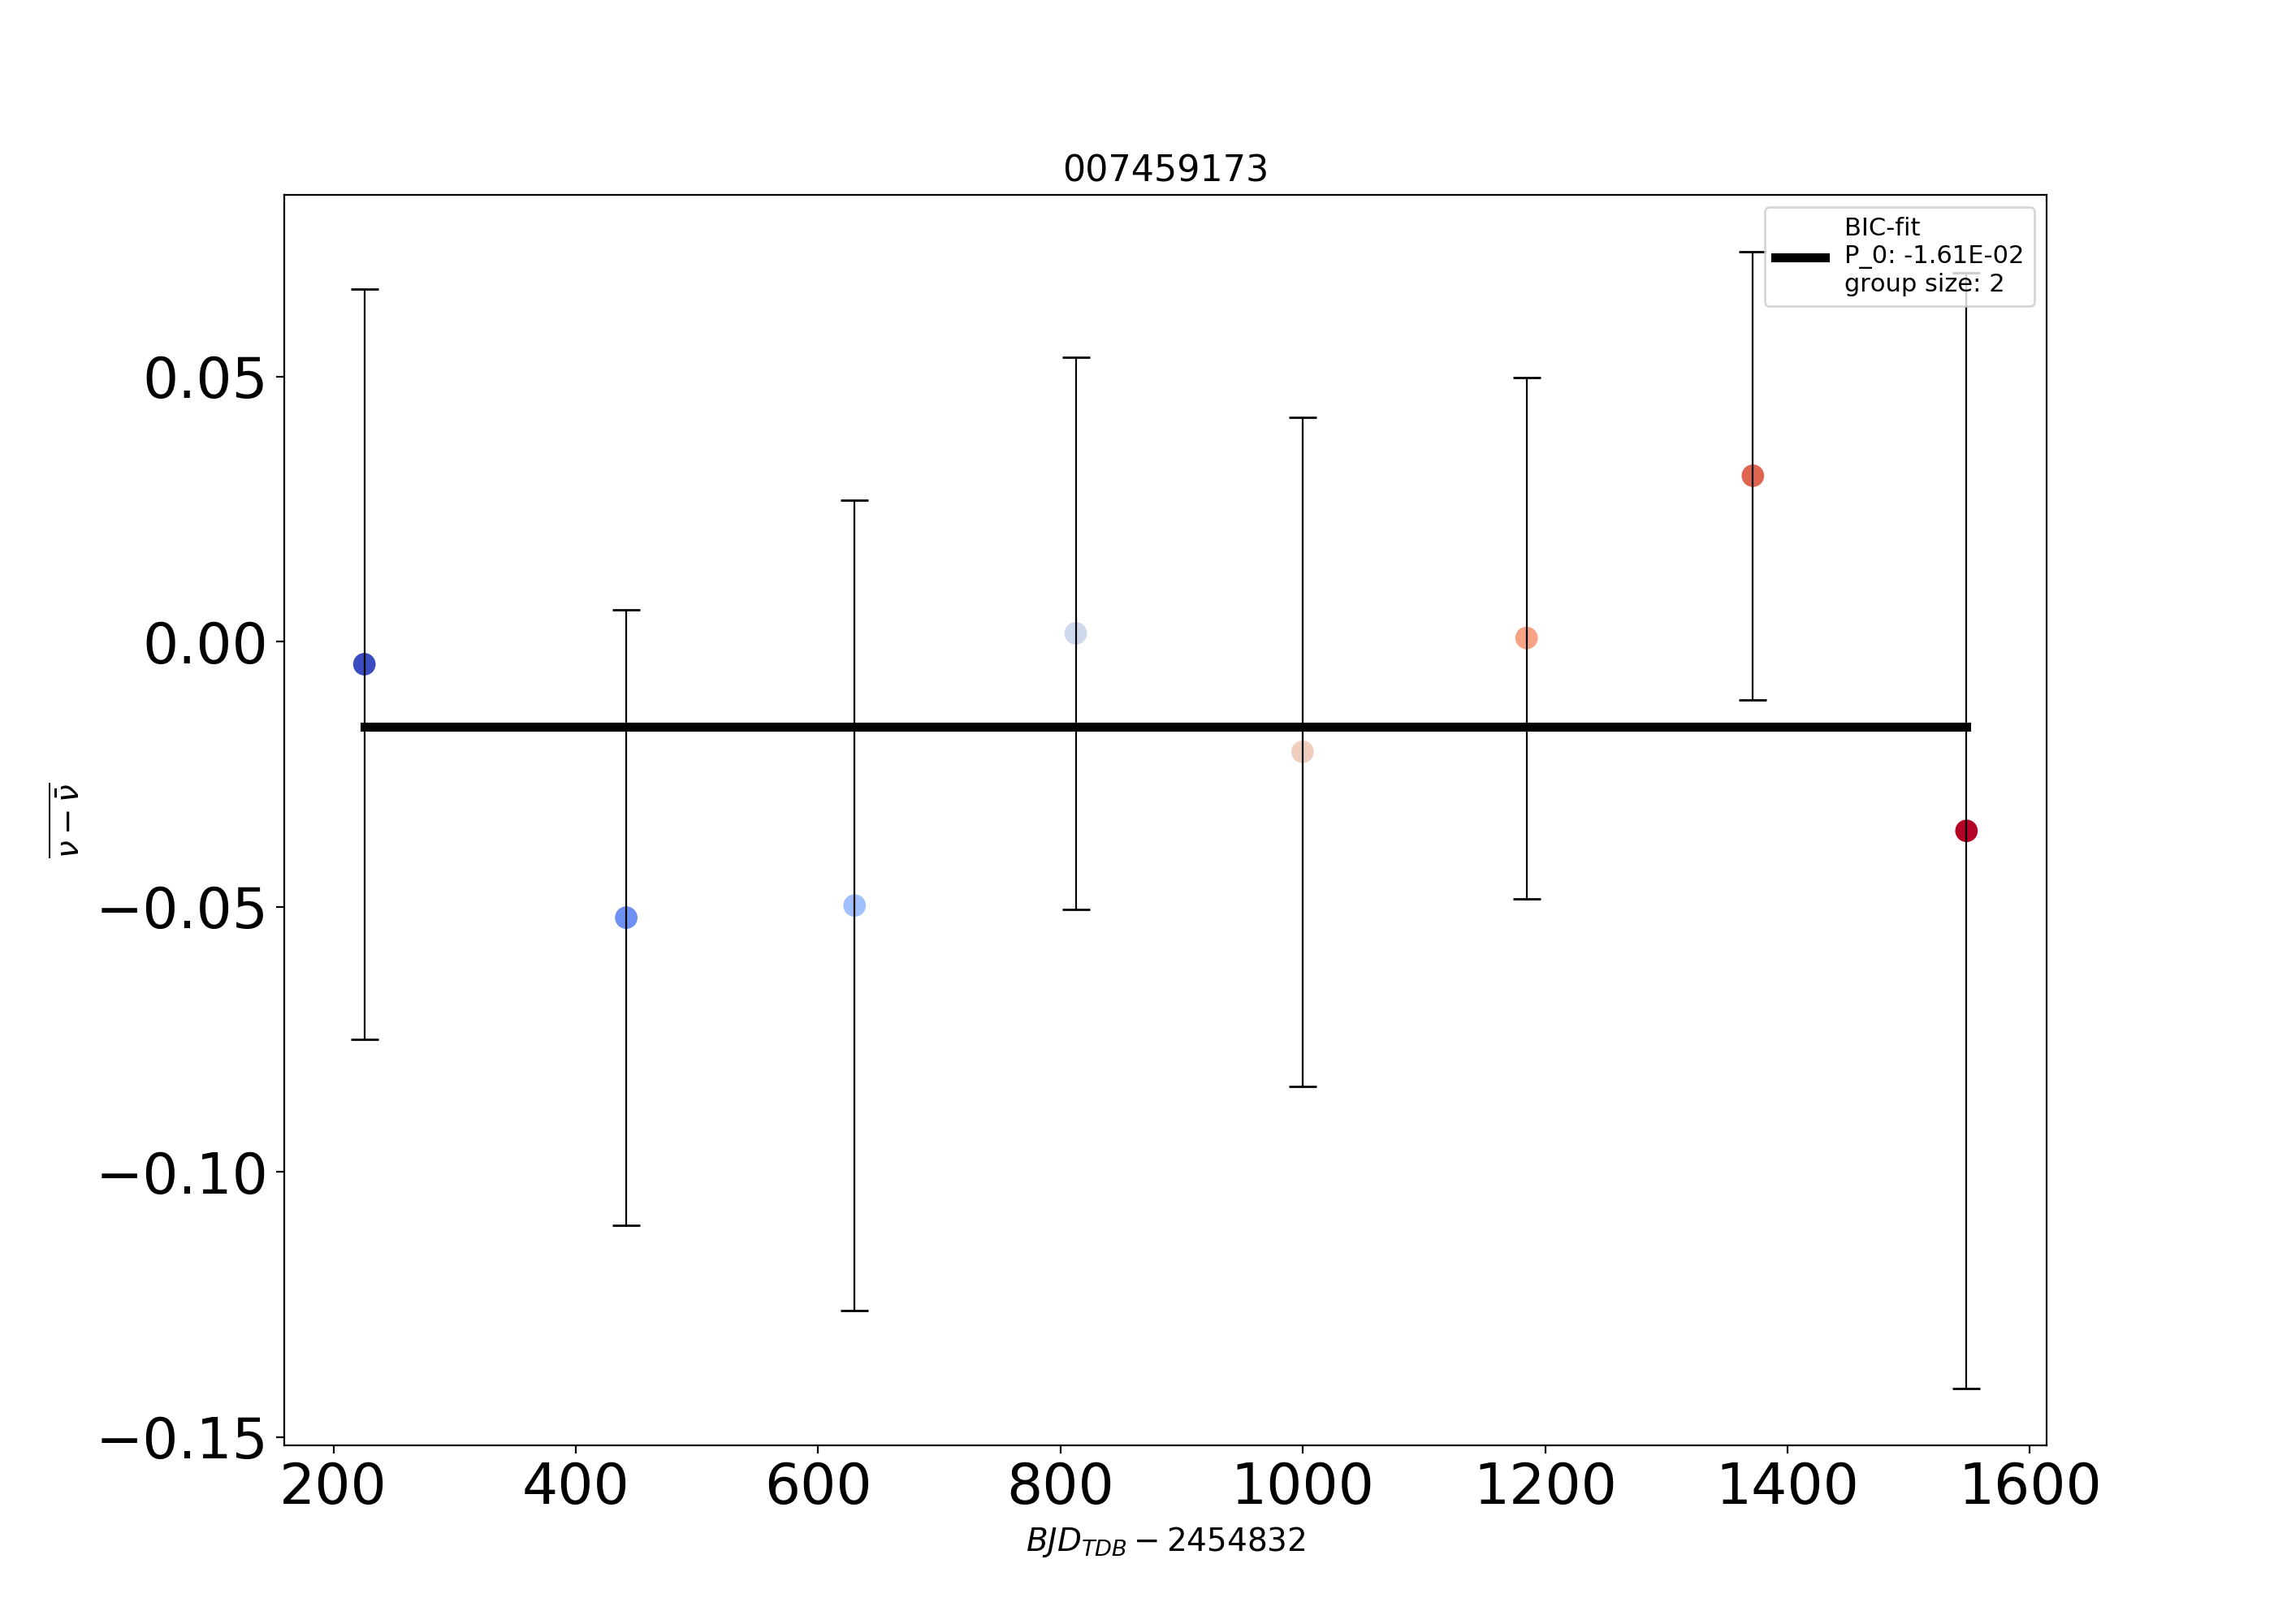 007459173
BIC-fit
P_0: -1.61E-02
group size: 2
0.05
0.00
−0.05
−0.10
−0.15
ν − ν̄
200 400 600 800 1000 1200 1400 1600
BJD_TDB − 2454832